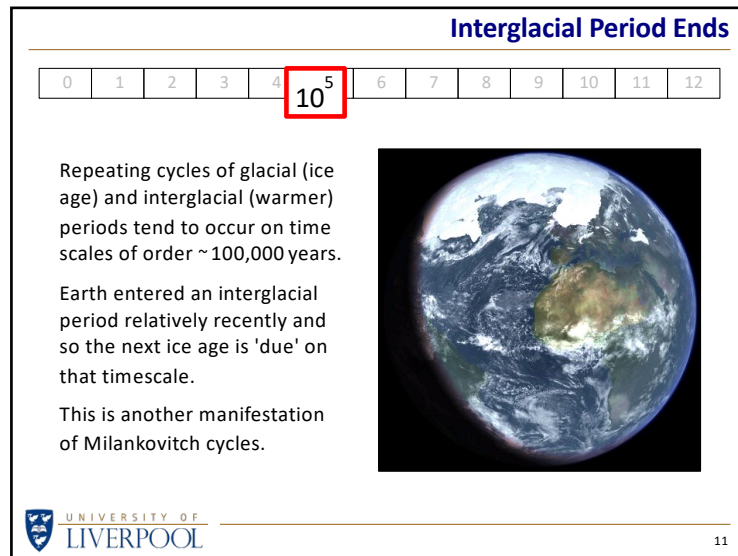 Interglacial Period Ends
0 1 2 3 4 10^5 6 7 8 9 10 11 12
Repeating cycles of glacial (ice
age) and interglacial (warmer)
periods tend to occur on time
scales of order ~100,000 years.
Earth entered an interglacial
period relatively recently and
so the next ice age is 'due' on
that timescale.
This is another manifestation
of Milankovitch cycles.
UNIVERSITY OF
LIVERPOOL
11